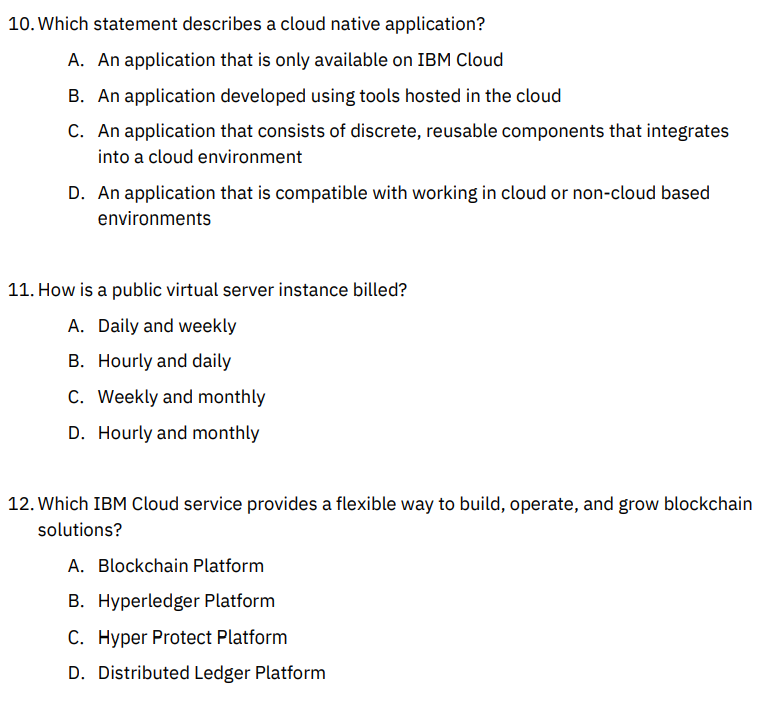 10. Which statement describes a cloud native application?
A. An application that is only available on IBM Cloud
B. An application developed using tools hosted in the cloud
C. An application that consists of discrete, reusable components that integrates
into a cloud environment
D. An application that is compatible with working in cloud or non-cloud based
environments
11. How is a public virtual server instance billed?
A. Daily and weekly
B. Hourly and daily
C. Weekly and monthly
D. Hourly and monthly
12. Which IBM Cloud service provides a flexible way to build, operate, and grow blockchain
solutions?
A. Blockchain Platform
B. Hyperledger Platform
C. Hyper Protect Platform
D. Distributed Ledger Platform